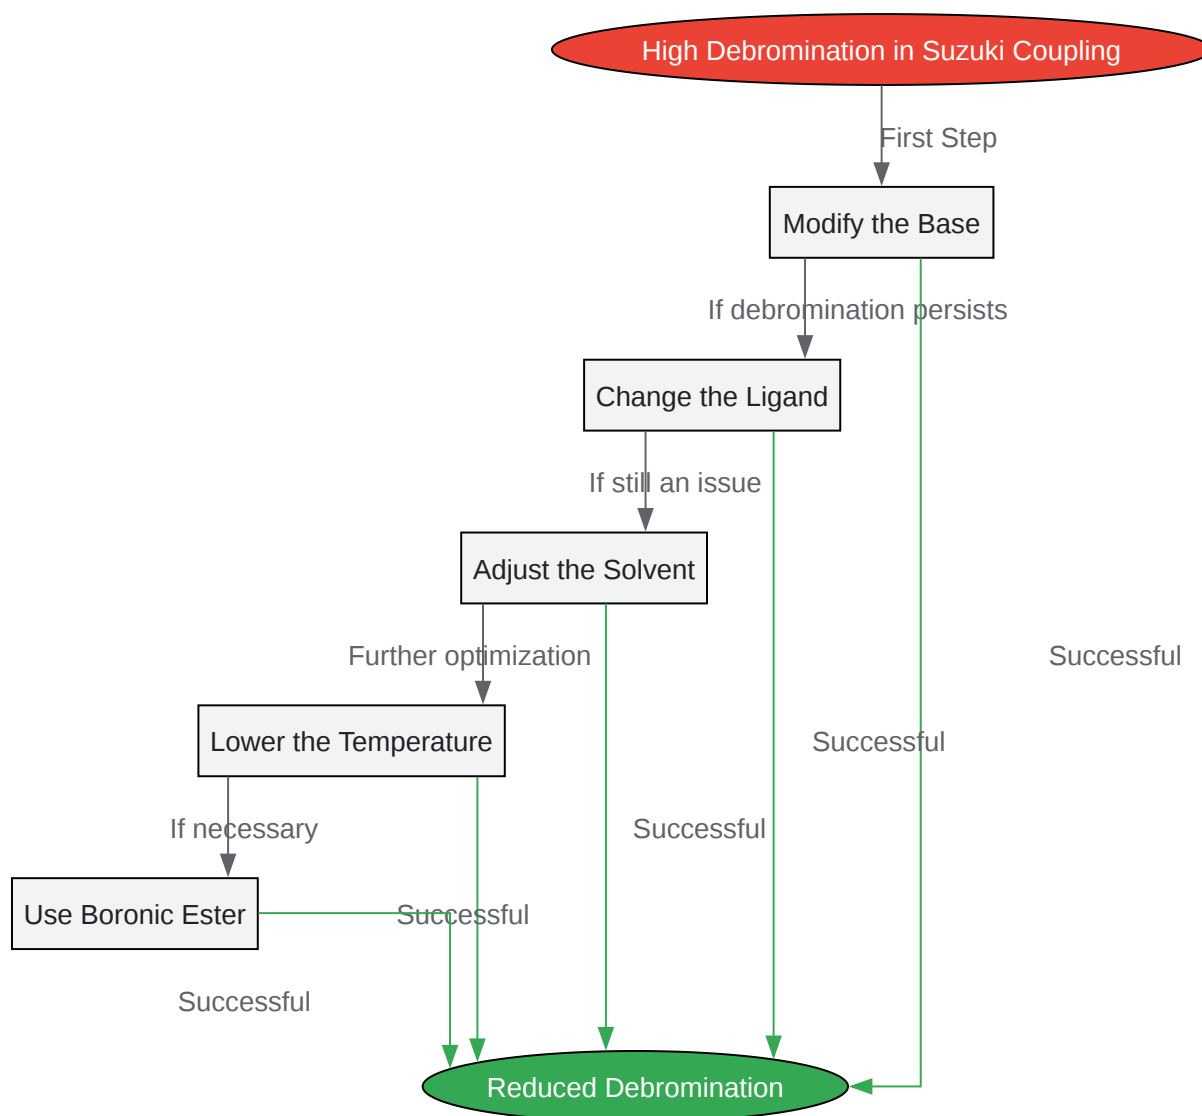 High Debromination in Suzuki Coupling
First Step
Modify the Base
If debromination persists
Change the Ligand
If still an issue
Adjust the Solvent
Further optimization
Successful
Lower the Temperature
Successful
If necessary
Successful
Use Boronic Ester
Successful
Successful
Reduced Debromination